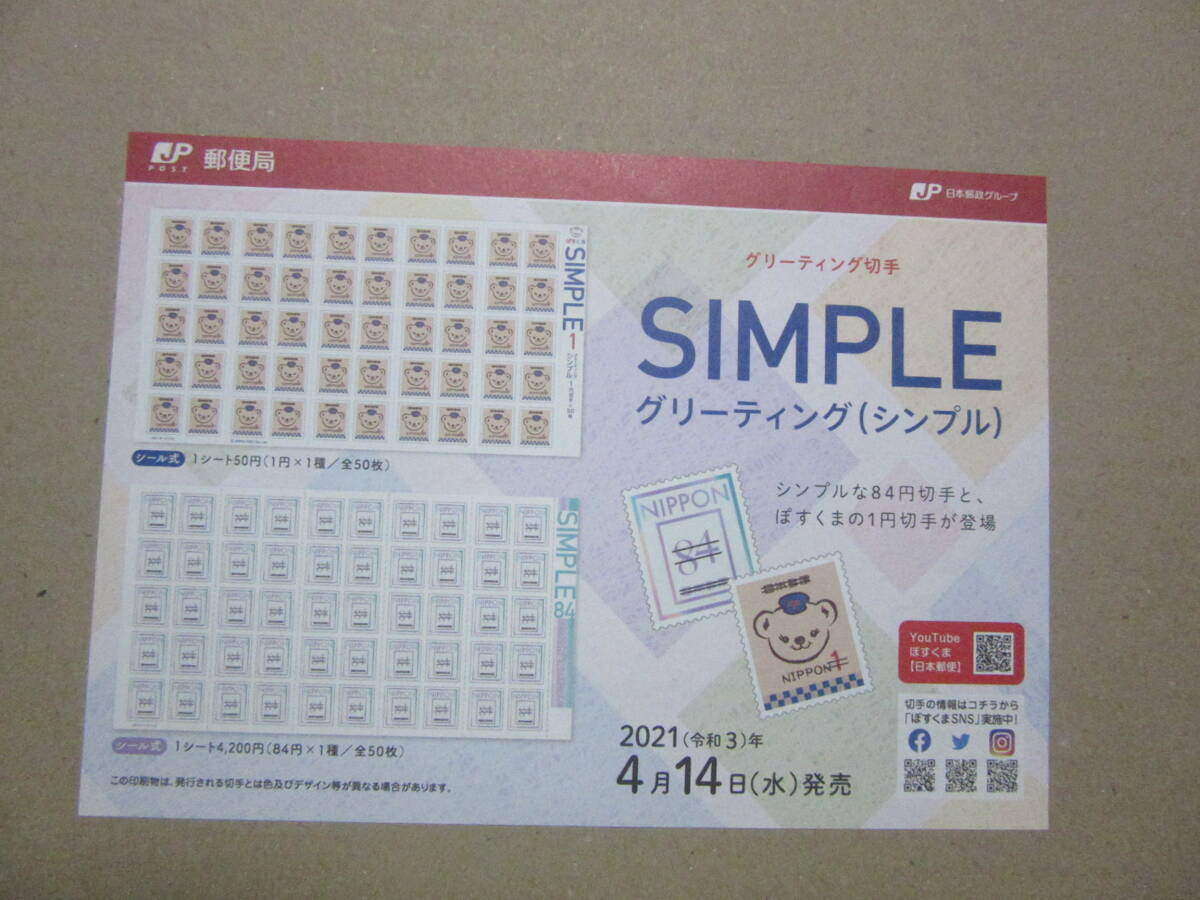 JP
POST
郵便局
JP 日本郵政グループ
SIMPLE 1
シンプル
シール式 1シート50円(1円×1種/全50枚)
SIMPLE
84
シール式 1シート4,200円(84円×1種/全50枚)
この印刷物は、発行される切手とは色及びデザイン等が異なる場合があります。
グリーティング切手
SIMPLE
グリーティング(シンプル)
シンプルな84円切手と、
ぽすくまの1円切手が登場
NIPPON
84
NIPPON 1
2021(令和3)年
4月14日(水)発売
YouTube
ぽすくま
【日本郵便】
切手の情報はコチラから
「ぽすくまSNS」実施中!